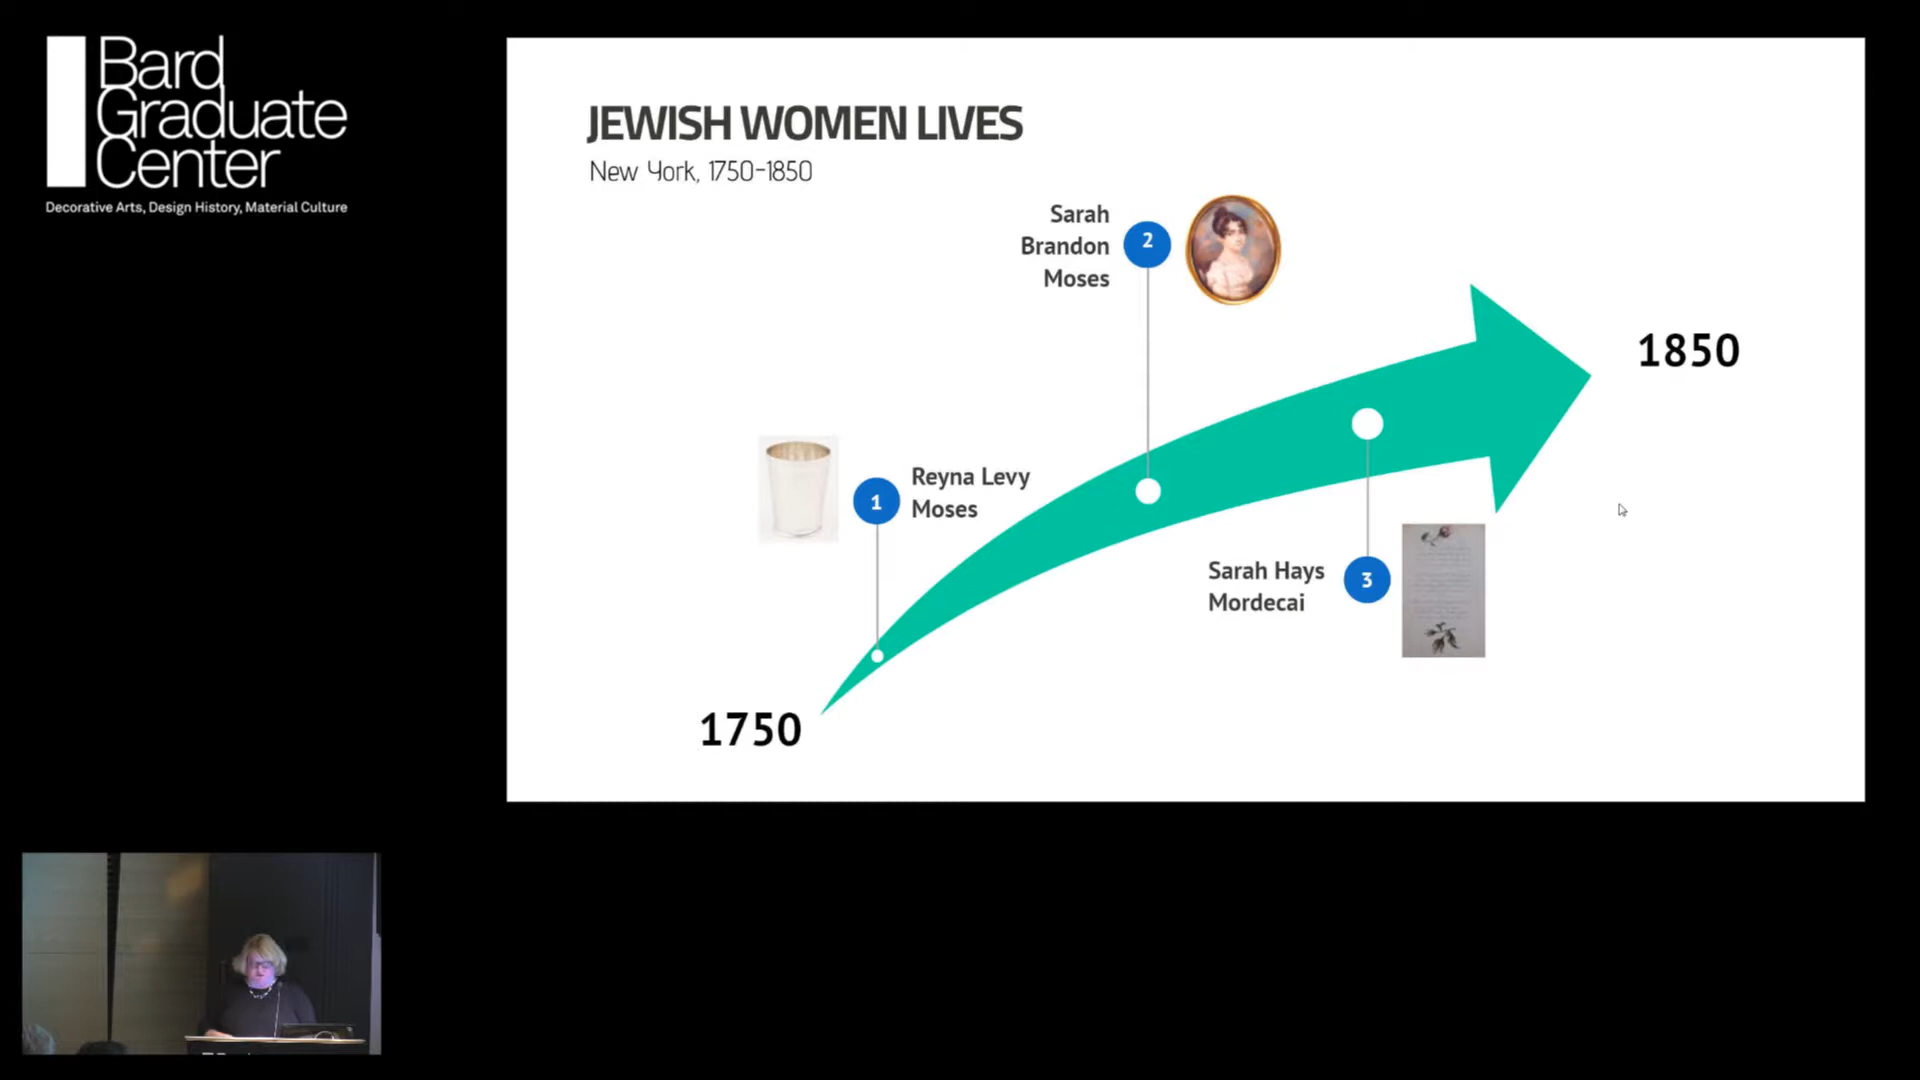 Bard
Graduate
Center
Decorative Arts, Design History, Material Culture
JEWISH WOMEN LIVES
New York, 1750-1850
Sarah
Brandon
Moses
2
1850
1
Reyna Levy
Moses
Sarah Hays
Mordecai
3
1750